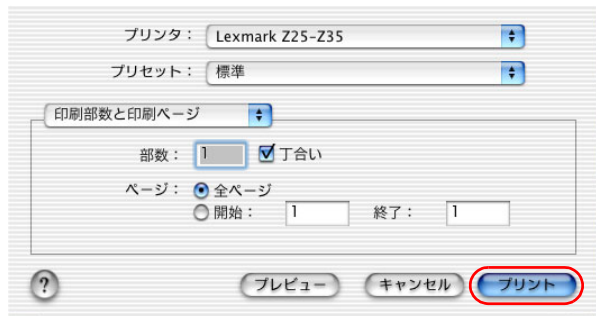 プリンタ： Lexmark Z25-Z35
プリセット： 標準
印刷部数と印刷ページ
部数： 1 丁合い
ページ： 全ページ
開始： 1 終了： 1
? プレビュー キャンセル プリント